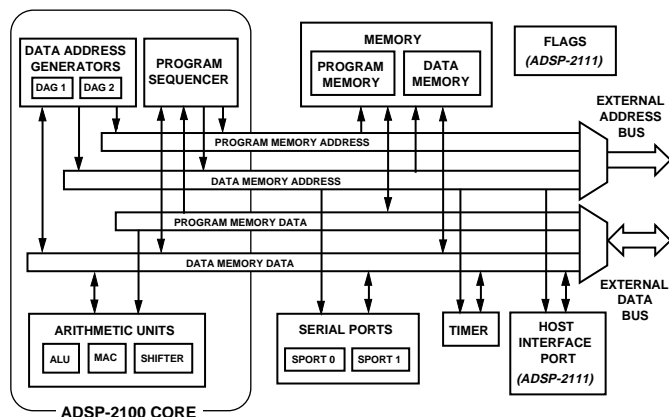 DATA ADDRESS
GENERATORS
DAG 1
DAG 2
PROGRAM
SEQUENCER
MEMORY
PROGRAM
MEMORY
DATA
MEMORY
FLAGS
(ADSP-2111)
EXTERNAL
ADDRESS
BUS
PROGRAM MEMORY ADDRESS
DATA MEMORY ADDRESS
PROGRAM MEMORY DATA
DATA MEMORY DATA
EXTERNAL
DATA
BUS
ARITHMETIC UNITS
ALU
MAC
SHIFTER
SERIAL PORTS
SPORT 0
SPORT 1
TIMER
HOST
INTERFACE
PORT
(ADSP-2111)
ADSP-2100 CORE